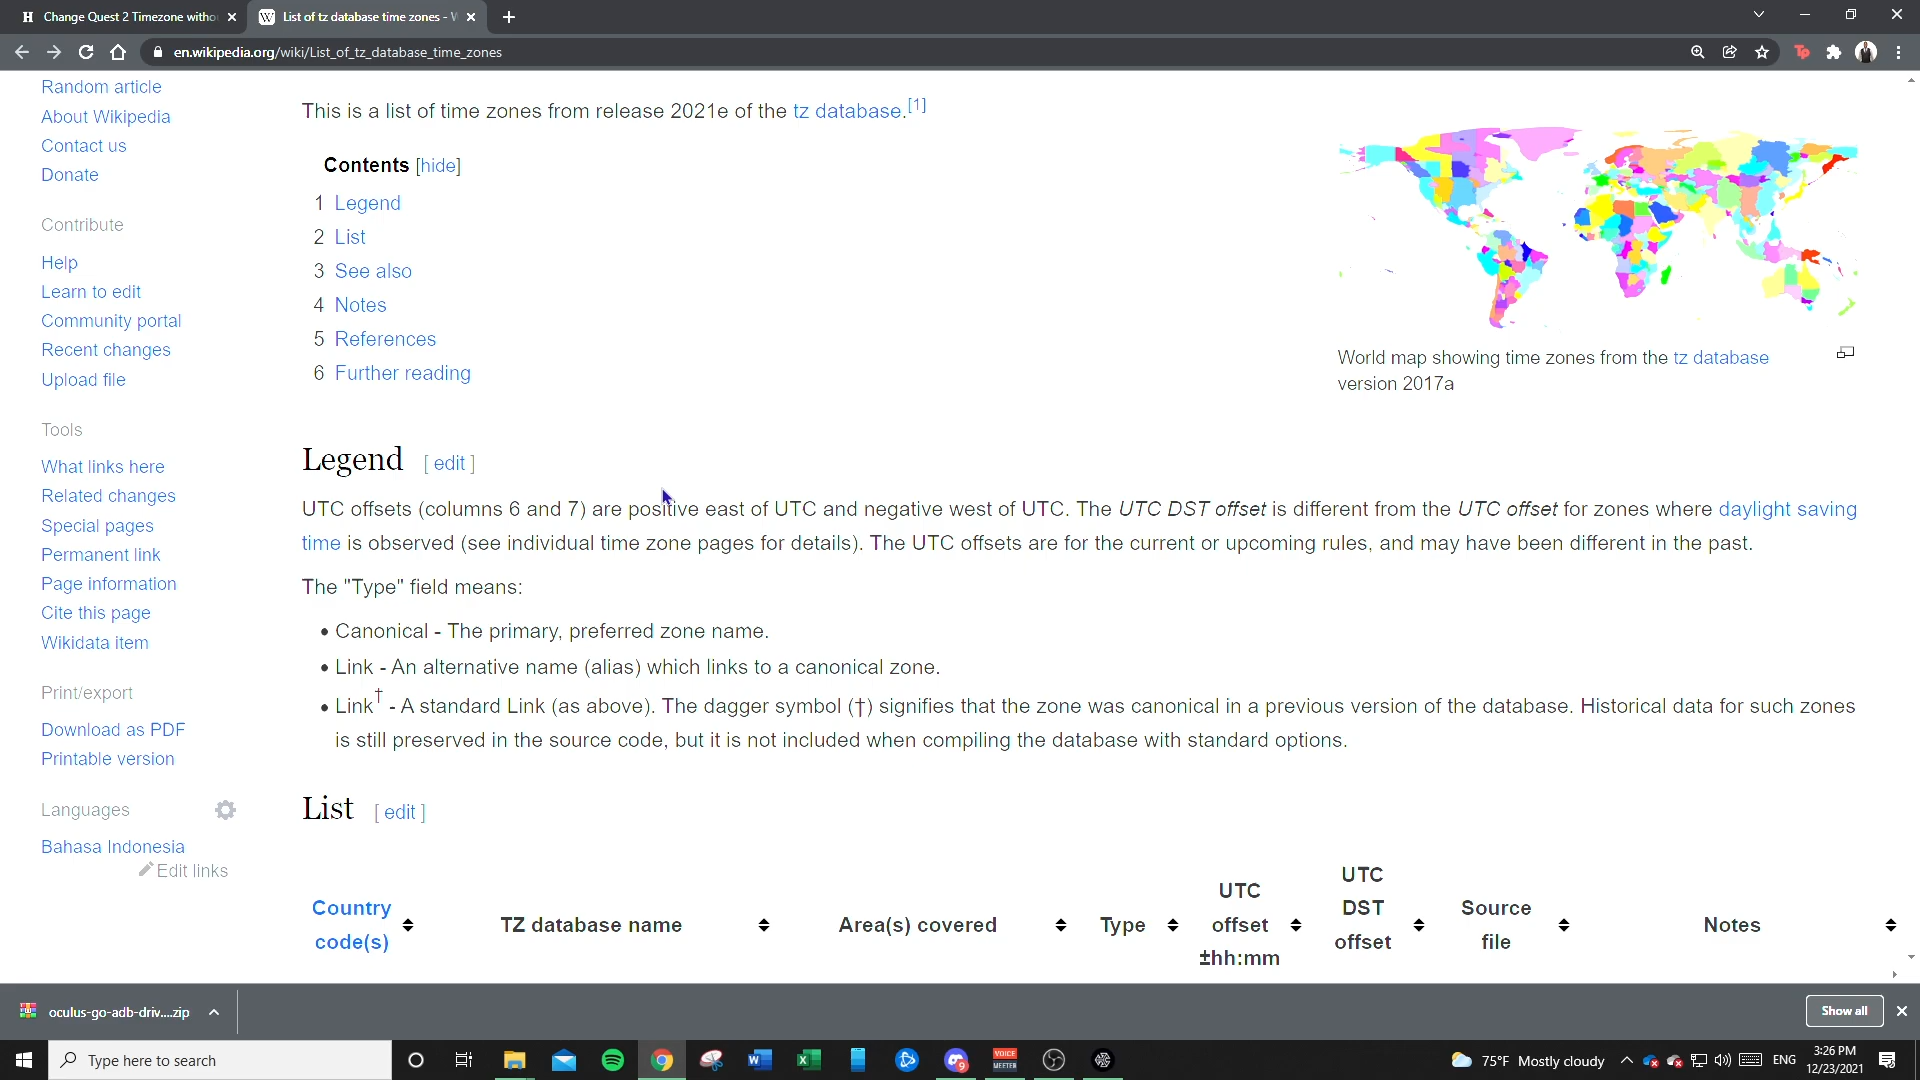 Change Quest 2 Timezone witho
List of tz database time zones - W
en.wikipedia.org/wiki/List_of_tz_database_time_zones
Random article
About Wikipedia
Contact us
Donate
Contribute
Help
Learn to edit
Community portal
Recent changes
Upload file
Tools
What links here
Related changes
Special pages
Permanent link
Page information
Cite this page
Wikidata item
Print/export
Download as PDF
Printable version
Languages
Bahasa Indonesia
Edit links
This is a list of time zones from release 2021e of the tz database.[1]
Contents [hide]
1 Legend
2 List
3 See also
4 Notes
5 References
6 Further reading
World map showing time zones from the tz database
version 2017a
Legend [ edit ]
UTC offsets (columns 6 and 7) are positive east of UTC and negative west of UTC. The UTC DST offset is different from the UTC offset for zones where daylight saving
time is observed (see individual time zone pages for details). The UTC offsets are for the current or upcoming rules, and may have been different in the past.
The "Type" field means:
• Canonical - The primary, preferred zone name.
• Link - An alternative name (alias) which links to a canonical zone.
• Link† - A standard Link (as above). The dagger symbol (†) signifies that the zone was canonical in a previous version of the database. Historical data for such zones
is still preserved in the source code, but it is not included when compiling the database with standard options.
List [ edit ]
Country
code(s)
TZ database name
Area(s) covered
Type
UTC
offset
±hh:mm
UTC
DST
offset
Source
file
Notes
oculus-go-adb-driv....zip
Show all
Type here to search
VOICE
MEETER
9
75°F Mostly cloudy
ENG
3:26 PM
12/23/2021